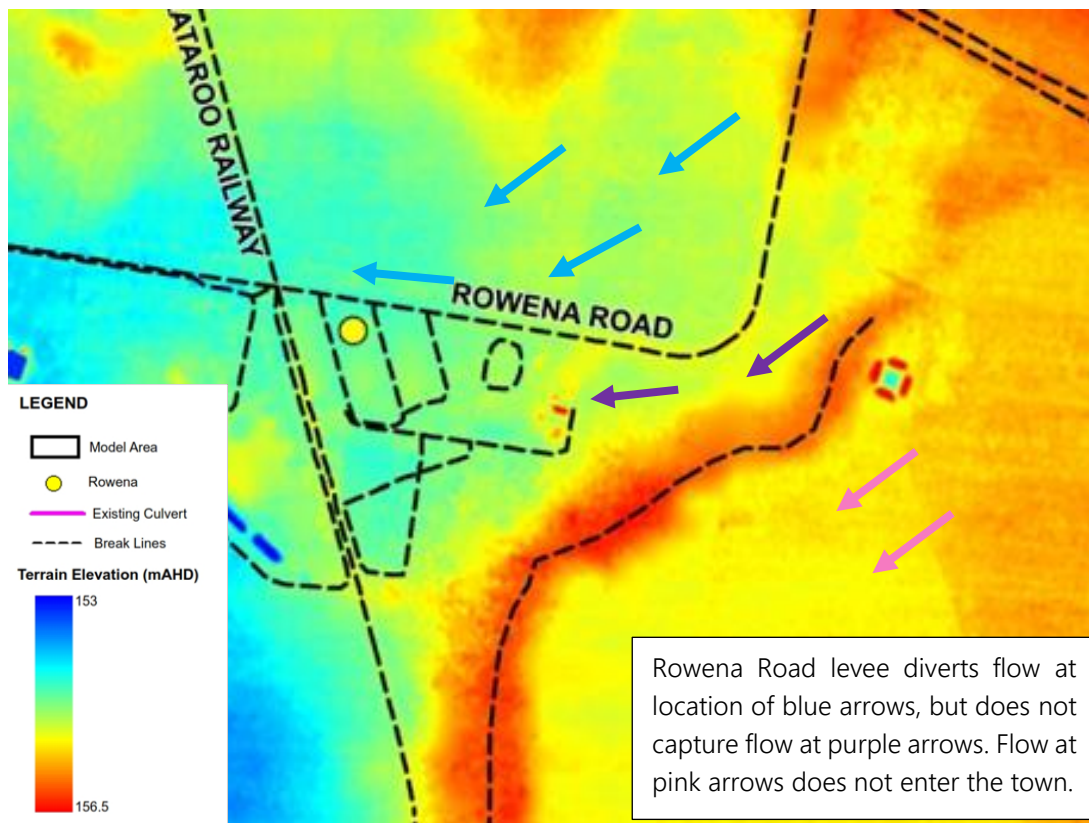 ATAROO RAILWAY
ROWENA ROAD
LEGEND
Model Area
Rowena
Existing Culvert
Break Lines
Terrain Elevation (mAHD)
153
156.5
Rowena Road levee diverts flow at
location of blue arrows, but does not
capture flow at purple arrows. Flow at
pink arrows does not enter the town.